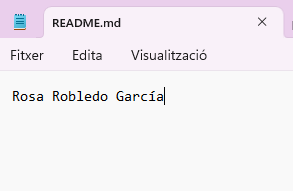 README.md
Fitxer Edita Visualització
Rosa Robledo García